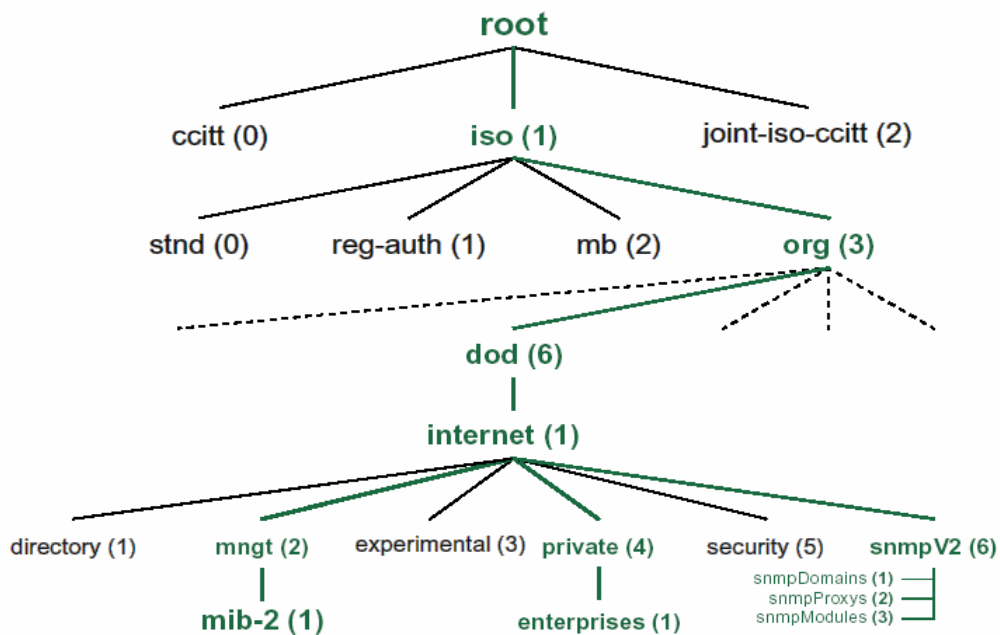 root
ccitt (0) iso (1) joint-iso-ccitt (2)
stnd (0) reg-auth (1) mb (2) org (3)
dod (6)
internet (1)
directory (1) mngt (2) experimental (3) private (4) security (5) snmpV2 (6)
snmpDomains (1)
snmpProxys (2)
snmpModules (3)
mib-2 (1) enterprises (1)